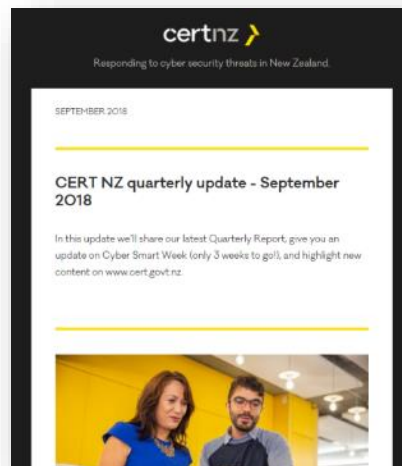 certnz
Responding to cyber security threats in New Zealand.
SEPTEMBER 2018
CERT NZ quarterly update - September
2018
In this update we'll share our latest Quarterly Report, give you an
update on Cyber Smart Week (only 3 weeks to go!), and highlight new
content on www.cert.govt.nz.